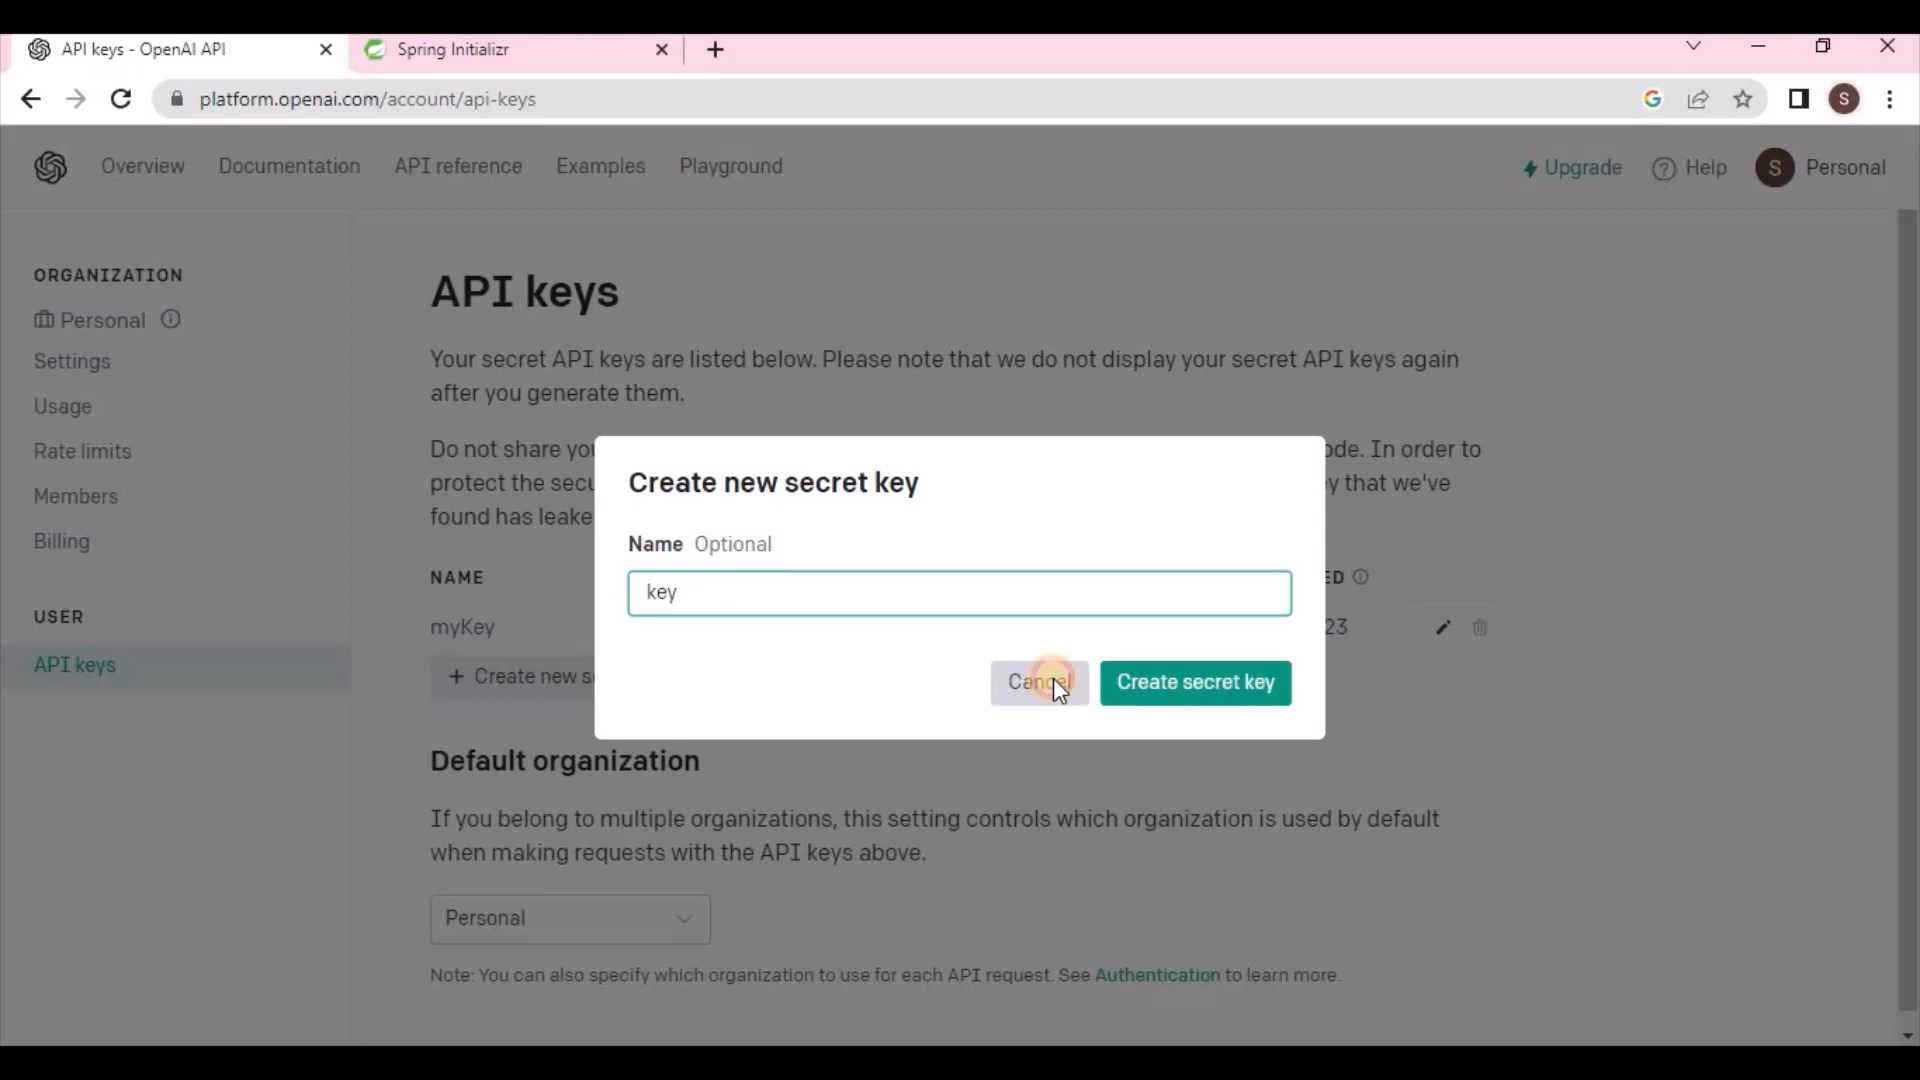 API keys - OpenAI API
Spring Initializr
platform.openai.com/account/api-keys
S
Overview
Documentation
API reference
Examples
Playground
Upgrade
Help
S
Personal
ORGANIZATION
Personal
Settings
Usage
Rate limits
Members
Billing
USER
API keys
API keys
Your secret API keys are listed below. Please note that we do not display your secret API keys again
after you generate them.
Do not share you
ode. In order to
protect the secu
y that we've
found has leake
NAME
ED
myKey
23
+ Create new s
Create new secret key
Name Optional
key
Cancel
Create secret key
Default organization
If you belong to multiple organizations, this setting controls which organization is used by default
when making requests with the API keys above.
Personal
Note: You can also specify which organization to use for each API request. See Authentication to learn more.